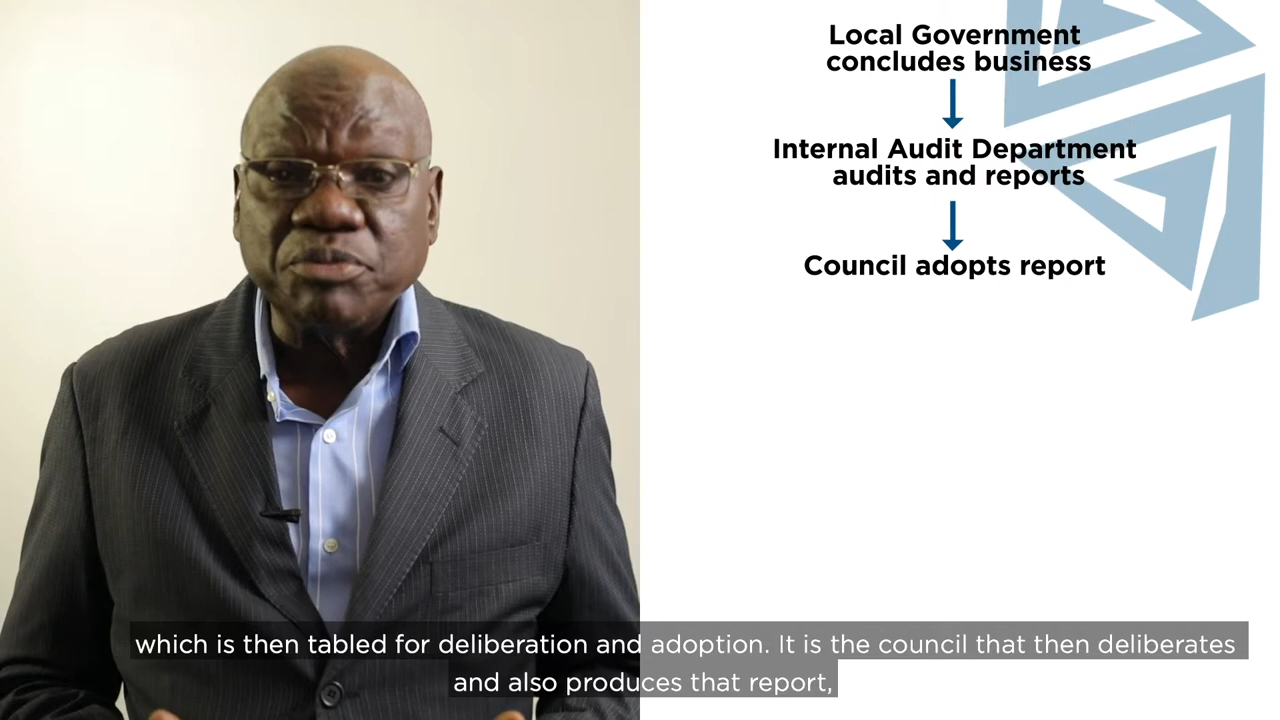 Local Government
concludes business
Internal Audit Department
audits and reports
Council adopts report
which is then tabled for deliberation and adoption. It is the council that then deliberates
and also produces that report,